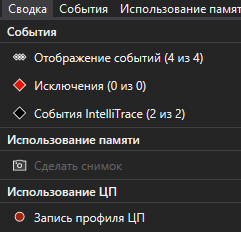 Сводка События Использование памяти
События
Отображение событий (4 из 4)
Исключения (0 из 0)
События IntelliTrace (2 из 2)
Использование памяти
Сделать снимок
Использование ЦП
Запись профиля ЦП